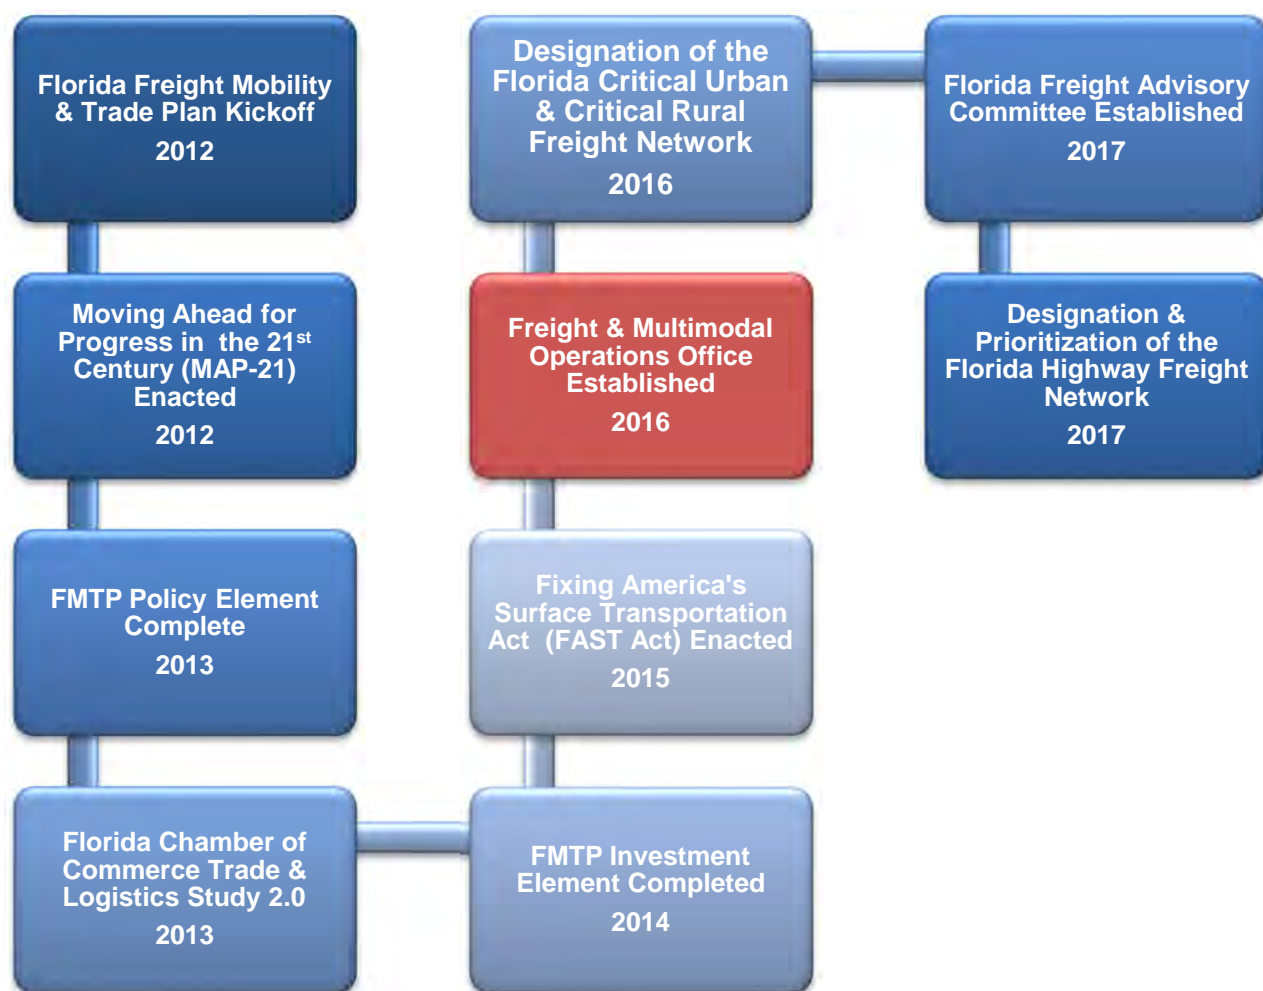 Florida Freight Mobility
& Trade Plan Kickoff
2012
Moving Ahead for
Progress in the 21st
Century (MAP-21)
Enacted
2012
FMTP Policy Element
Complete
2013
Florida Chamber of
Commerce Trade &
Logistics Study 2.0
2013
FMTP Investment
Element Completed
2014
Fixing America's
Surface Transportation
Act (FAST Act) Enacted
2015
Freight & Multimodal
Operations Office
Established
2016
Designation of the
Florida Critical Urban
& Critical Rural
Freight Network
2016
Florida Freight Advisory
Committee Established
2017
Designation &
Prioritization of the
Florida Highway Freight
Network
2017